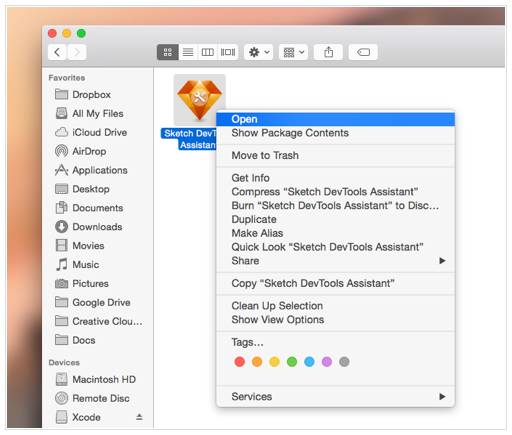 Favorites
Dropbox
All My Files
iCloud Drive
AirDrop
Applications
Desktop
Documents
Downloads
Movies
Music
Pictures
Google Drive
Creative Clou...
Docs
Devices
Macintosh HD
Remote Disc
Xcode
Sketch DevT
Assistan
Open
Show Package Contents
Move to Trash
Get Info
Compress “Sketch DevTools Assistant”
Burn “Sketch DevTools Assistant” to Disc...
Duplicate
Make Alias
Quick Look “Sketch DevTools Assistant”
Share
Copy “Sketch DevTools Assistant”
Clean Up Selection
Show View Options
Tags...
Services